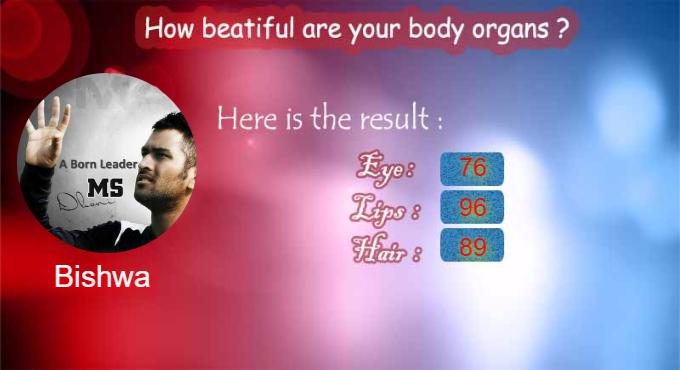 How beatiful are your body organs ?
Here is the result :
A Born Leader
MS
Dhoni
Eye : 76
Lips : 96
Hair : 89
Bishwa